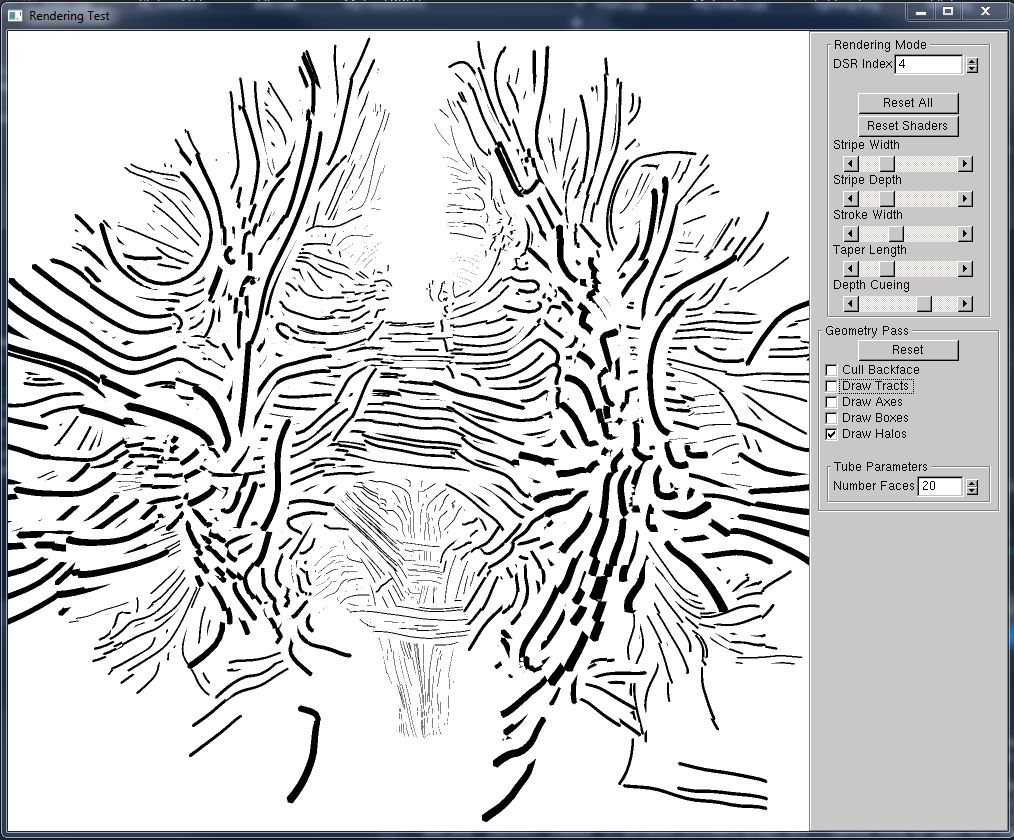 Rendering Test
Rendering Mode
DSR Index 4
Reset All
Reset Shaders
Stripe Width
Stripe Depth
Stroke Width
Taper Length
Depth Cueing
Geometry Pass
Reset
Cull Backface
Draw Tracts
Draw Axes
Draw Boxes
Draw Halos
Tube Parameters
Number Faces 20